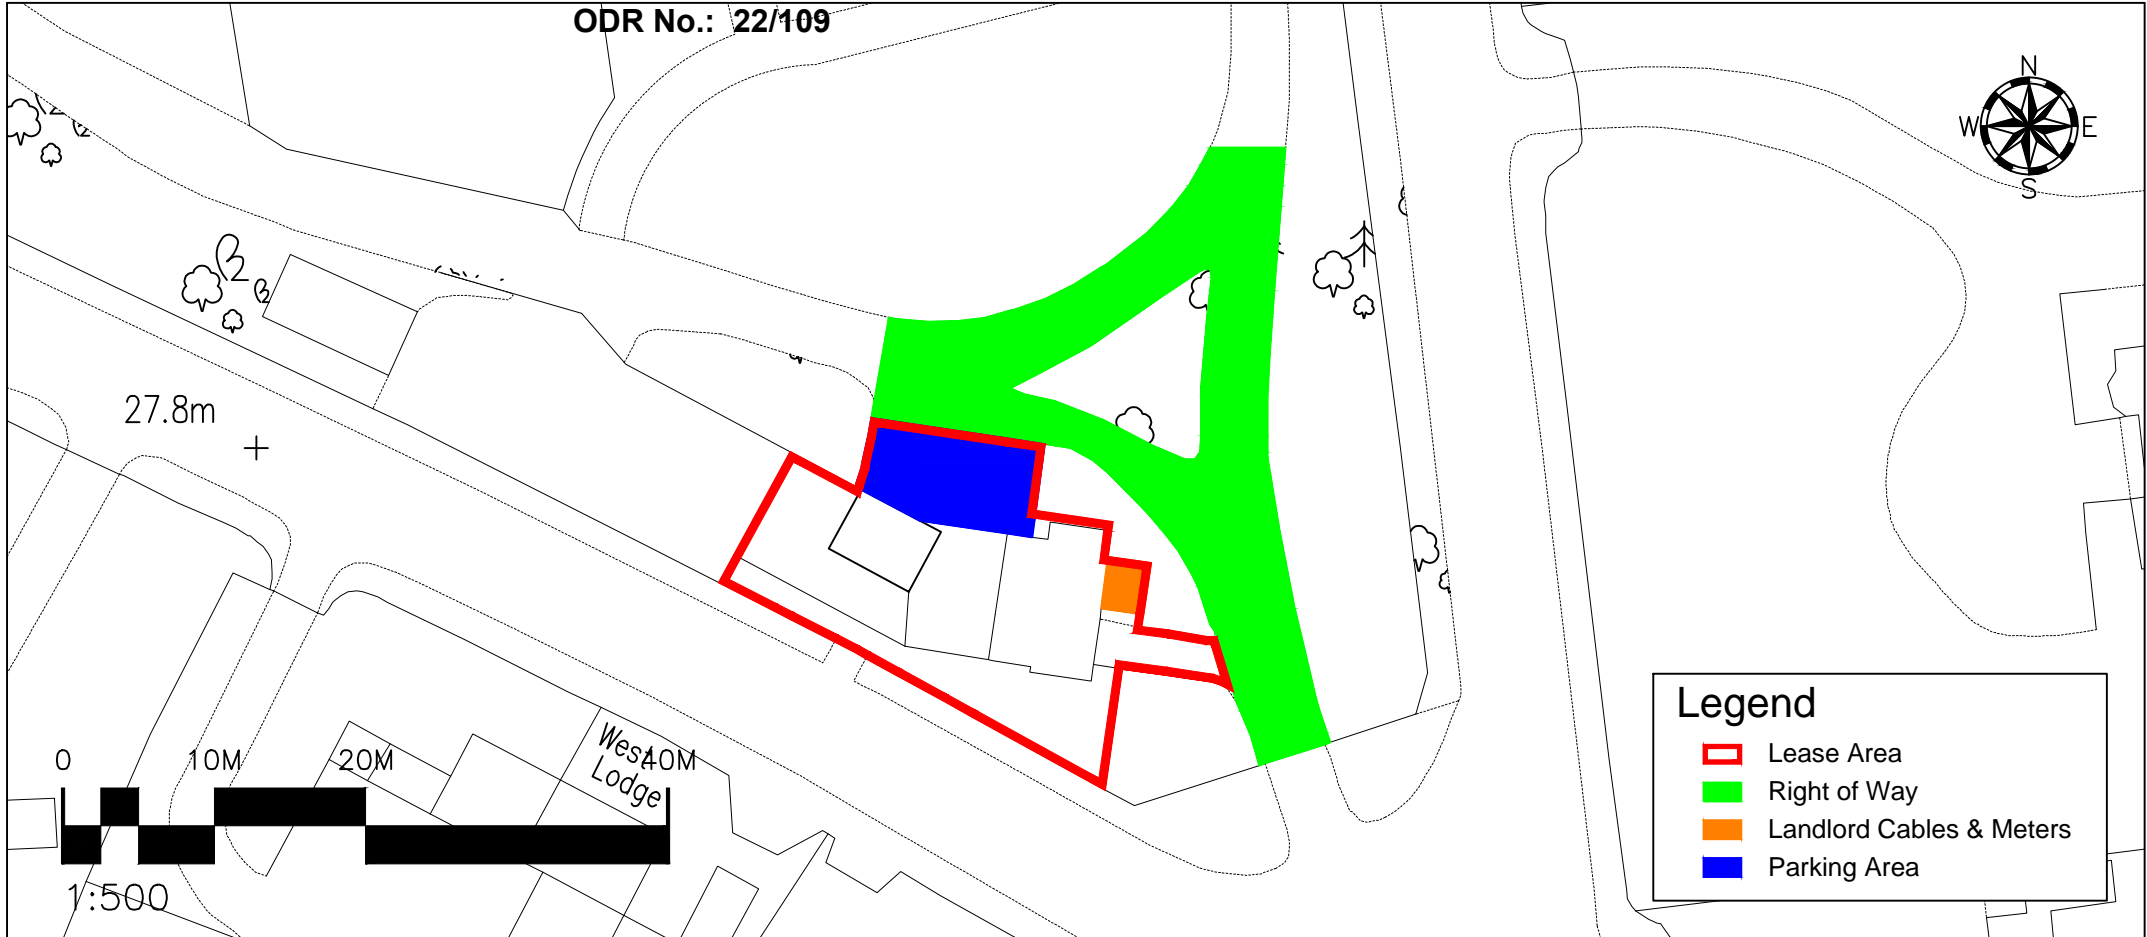 ODR No.: 22/109
N
W E
S
27.8m
West
Lodge
0 10M 20M 40M
1:500
Legend
Lease Area
Right of Way
Landlord Cables & Meters
Parking Area